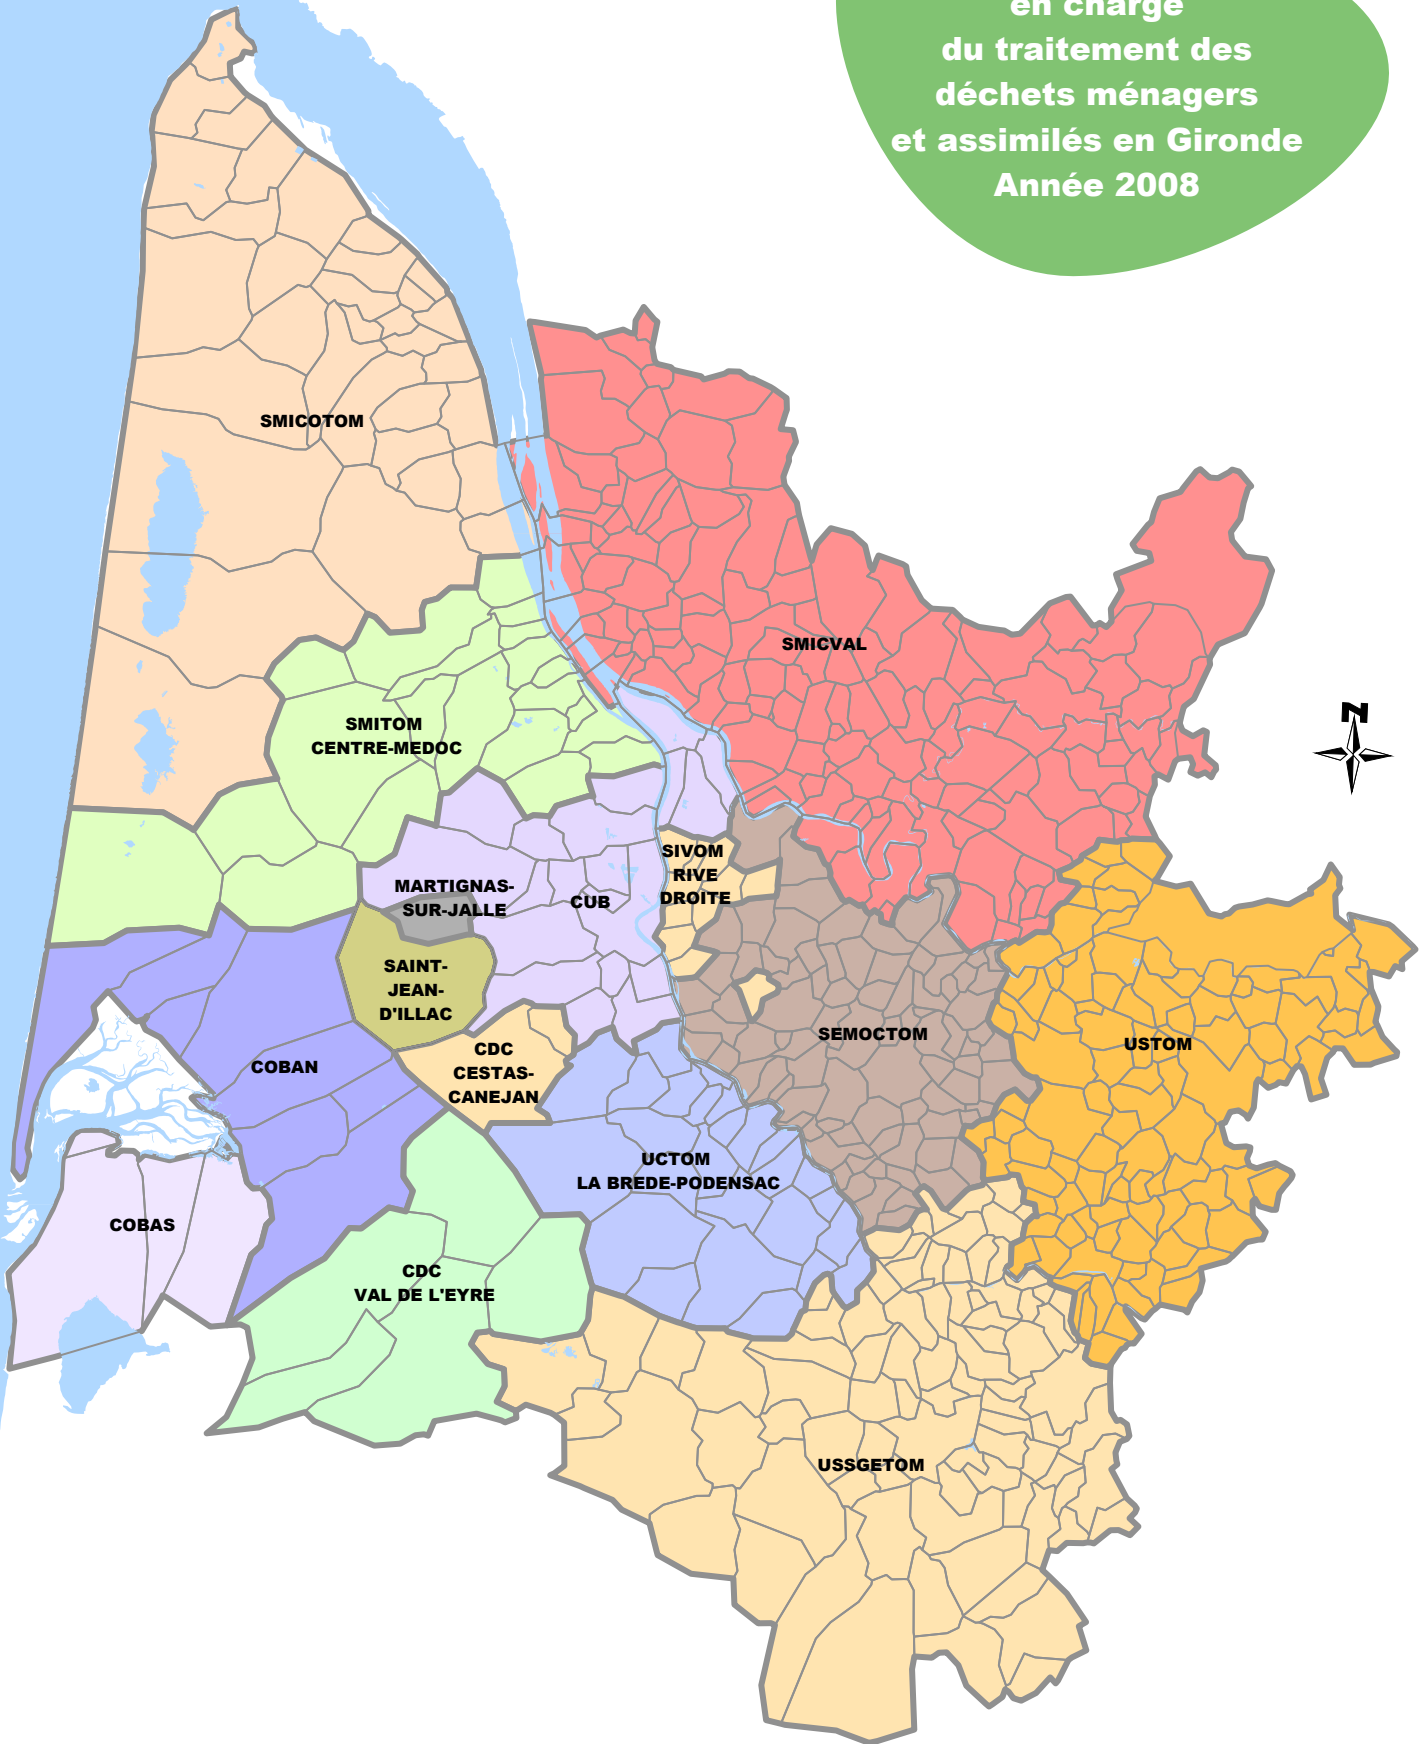 en charge
du traitement des
déchets ménagers
et assimilés en Gironde
Année 2008
SMICOTOM
SMICVAL
N
SMITOM
CENTRE-MEDOC
SIVOM
RIVE
DROITE
MARTIGNAS-
SUR-JALLE
CUB
SAINT-
JEAN-
D'ILLAC
SEMOCTOM
USTOM
CDC
CESTAS-
CANEJAN
COBAN
UCTOM
LA BREDE-PODENSAC
COBAS
CDC
VAL DE L'EYRE
USSGETOM